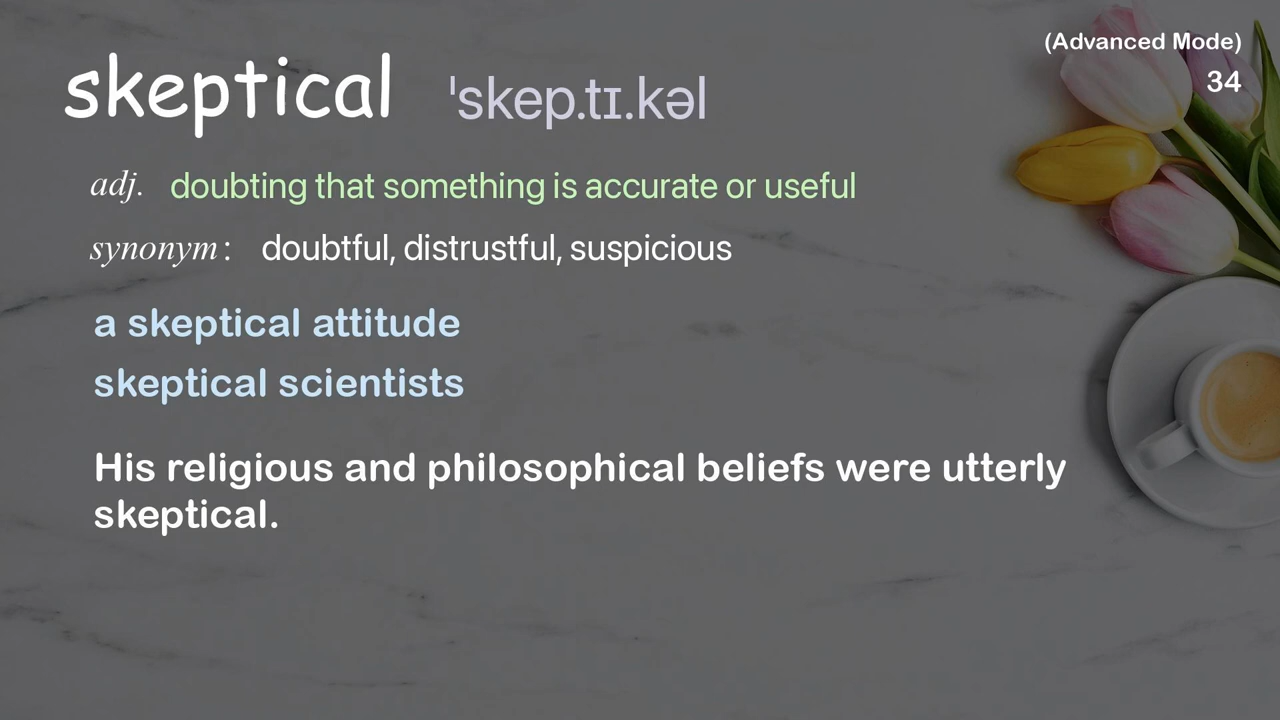 (Advanced Mode)
34
skeptical ˈskep.tɪ.kəl
adj. doubting that something is accurate or useful
synonym: doubtful, distrustful, suspicious
a skeptical attitude
skeptical scientists
His religious and philosophical beliefs were utterly
skeptical.